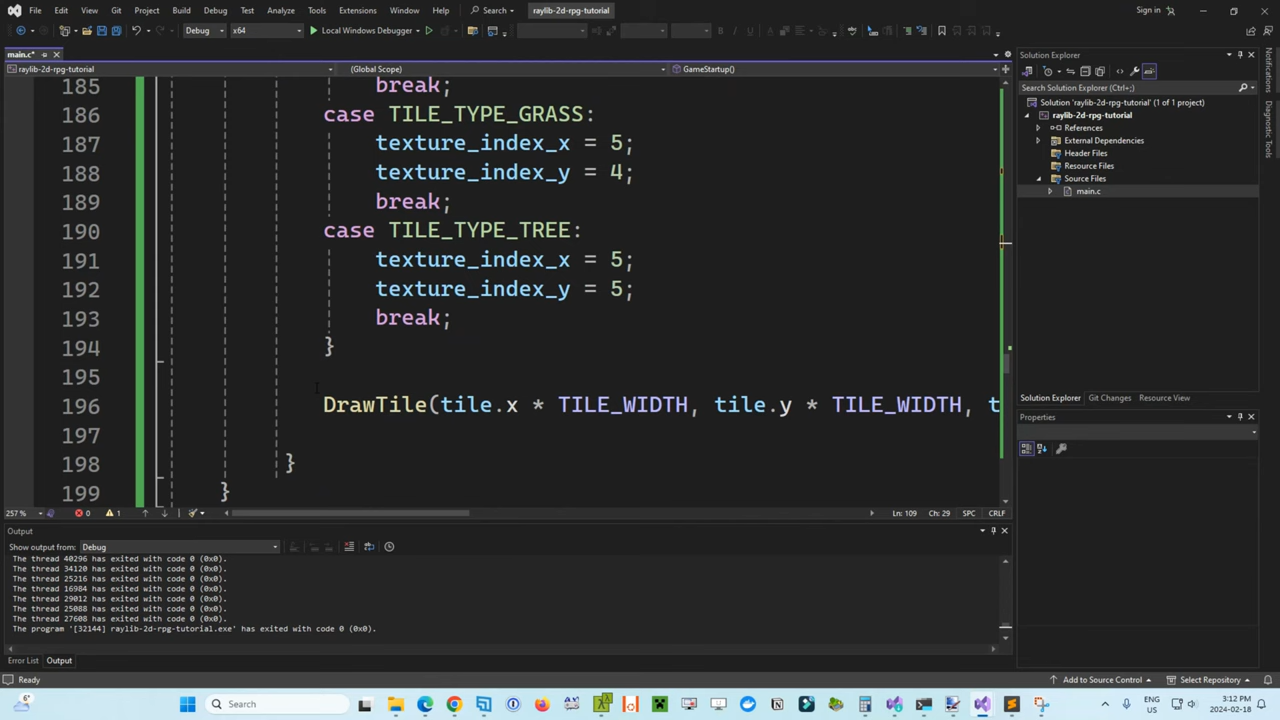 File Edit View Git Project Build Debug Test Analyze Tools Extensions Window Help Search raylib-2d-rpg-tutorial Sign in
Debug x64 Local Windows Debugger
main.c*
raylib-2d-rpg-tutorial (Global Scope) GameStartup()
185 break;
186 case TILE_TYPE_GRASS:
187 texture_index_x = 5;
188 texture_index_y = 4;
189 break;
190 case TILE_TYPE_TREE:
191 texture_index_x = 5;
192 texture_index_y = 5;
193 break;
194 }
195
196 DrawTile(tile.x * TILE_WIDTH, tile.y * TILE_WIDTH, t
197
198 }
199 }
257 % 0 1 Ln: 109 Ch: 29 SPC CRLF
Output
Show output from: Debug
The thread 40296 has exited with code 0 (0x0).
The thread 34120 has exited with code 0 (0x0).
The thread 25216 has exited with code 0 (0x0).
The thread 16984 has exited with code 0 (0x0).
The thread 29012 has exited with code 0 (0x0).
The thread 25088 has exited with code 0 (0x0).
The thread 27608 has exited with code 0 (0x0).
The program '[32144] raylib-2d-rpg-tutorial.exe' has exited with code 0 (0x0).
Error List Output
Solution Explorer
Search Solution Explorer (Ctrl+;)
Solution 'raylib-2d-rpg-tutorial' (1 of 1 project)
raylib-2d-rpg-tutorial
References
External Dependencies
Header Files
Resource Files
Source Files
main.c
Solution Explorer Git Changes Resource View
Properties
Notifications
Diagnostic Tools
Ready Add to Source Control Select Repository
6° Search ENG 3:12 PM
US 2024-02-18